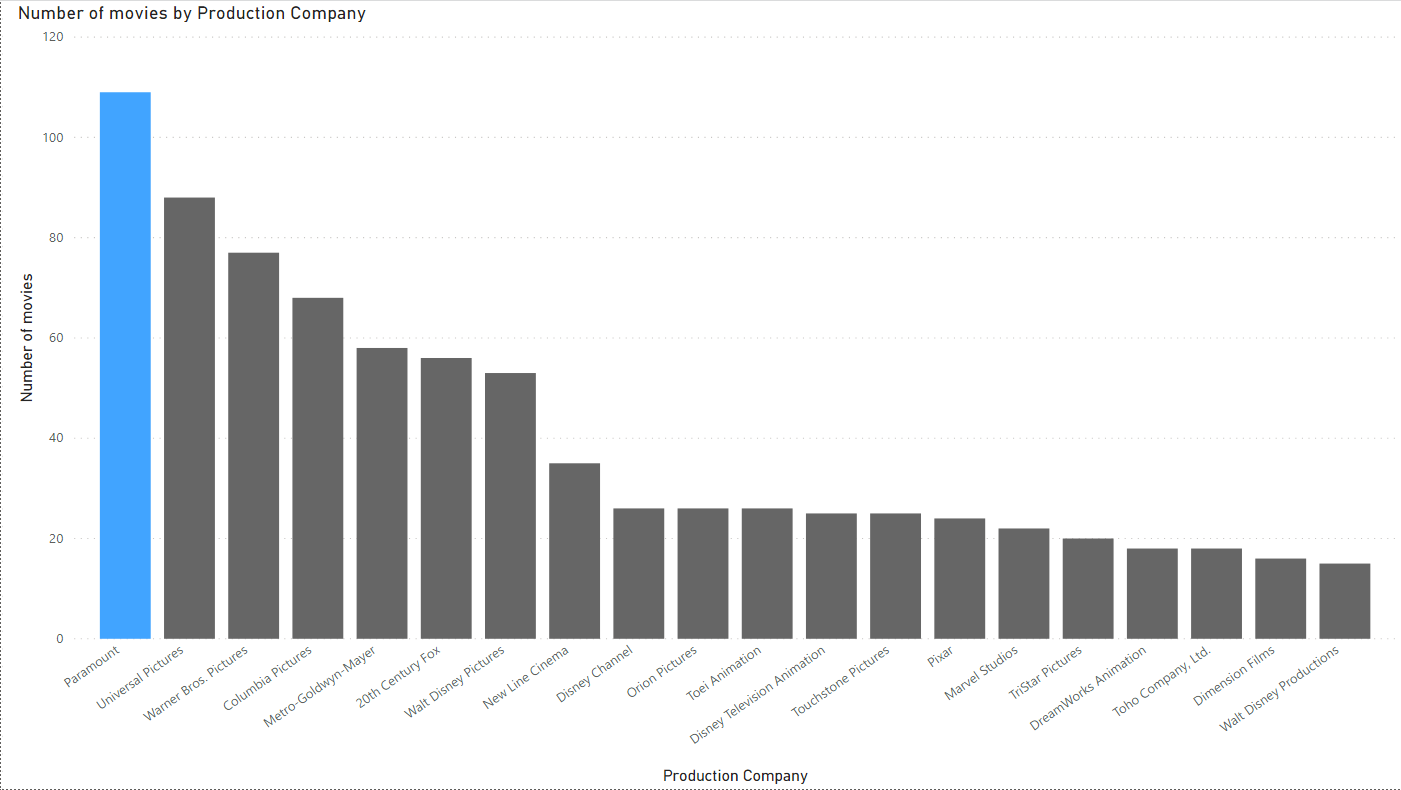 Number of movies by Production Company
120
100
80
60
40
20
0
Number of movies
Paramount
Universal Pictures
Warner Bros. Pictures
Columbia Pictures
Metro-Goldwyn-Mayer
20th Century Fox
Walt Disney Pictures
New Line Cinema
Disney Channel
Orion Pictures
Toei Animation
Disney Television Animation
Touchstone Pictures
Pixar
Marvel Studios
TriStar Pictures
DreamWorks Animation
Toho Company, Ltd.
Dimension Films
Walt Disney Productions
Production Company